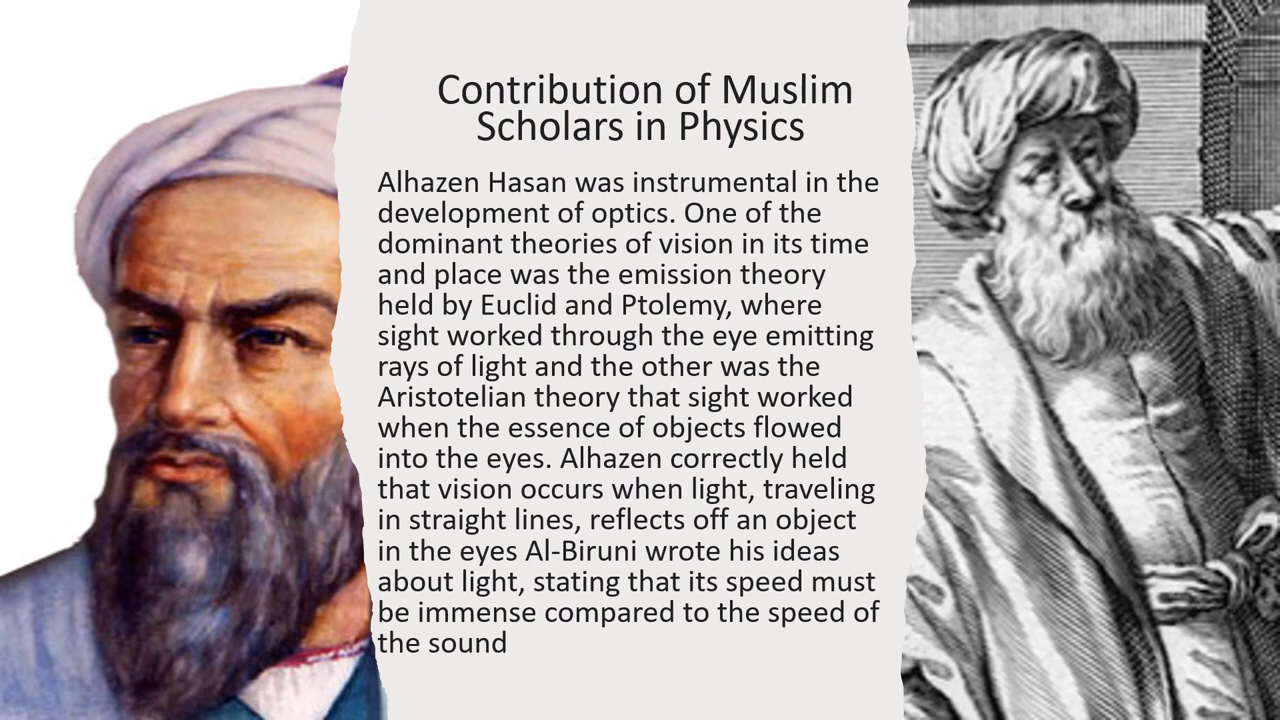 Contribution of Muslim
Scholars in Physics
Alhazen Hasan was instrumental in the
development of optics. One of the
dominant theories of vision in its time
and place was the emission theory
held by Euclid and Ptolemy, where
sight worked through the eye emitting
rays of light and the other was the
Aristotelian theory that sight worked
when the essence of objects flowed
into the eyes. Alhazen correctly held
that vision occurs when light, traveling
in straight lines, reflects off an object
in the eyes Al-Biruni wrote his ideas
about light, stating that its speed must
be immense compared to the speed of
the sound